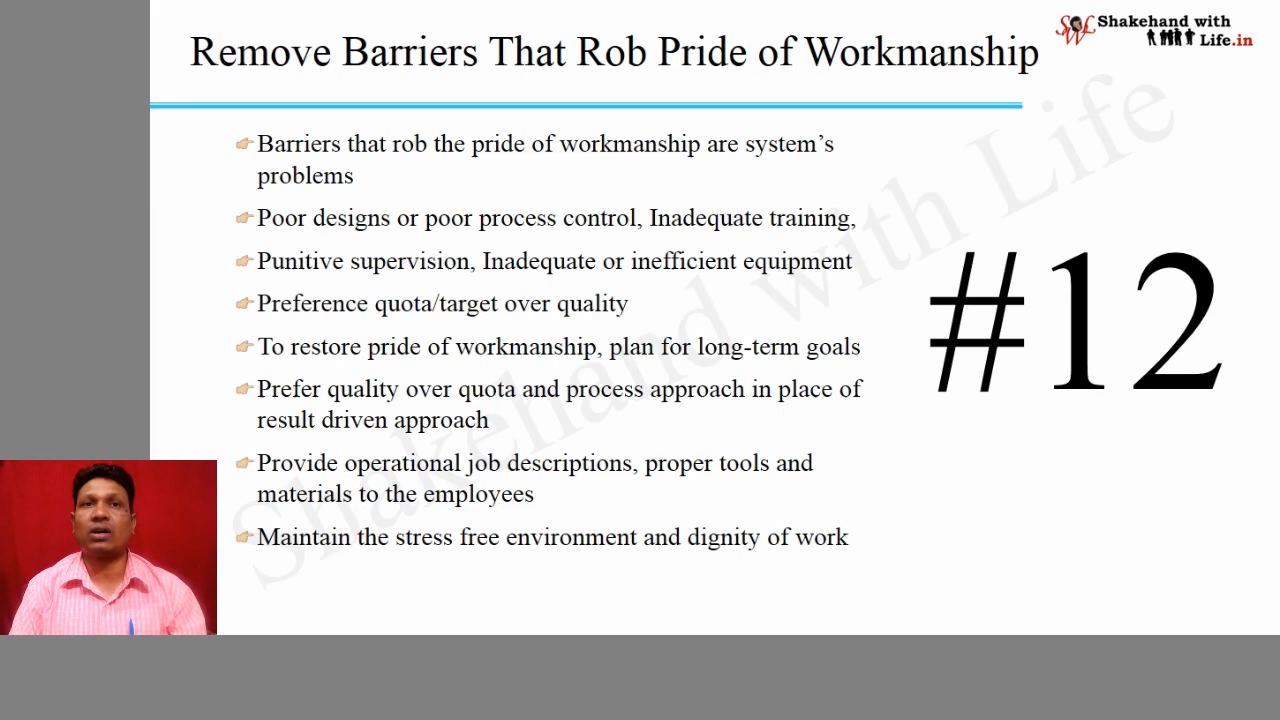 Remove Barriers That Rob Pride of Workmanship
Shakehand with
Life.in
Barriers that rob the pride of workmanship are system’s
problems
Poor designs or poor process control, Inadequate training,
Punitive supervision, Inadequate or inefficient equipment
Preference quota/target over quality
To restore pride of workmanship, plan for long-term goals
Prefer quality over quota and process approach in place of
result driven approach
Provide operational job descriptions, proper tools and
materials to the employees
Maintain the stress free environment and dignity of work
#12
Shakehand with Life